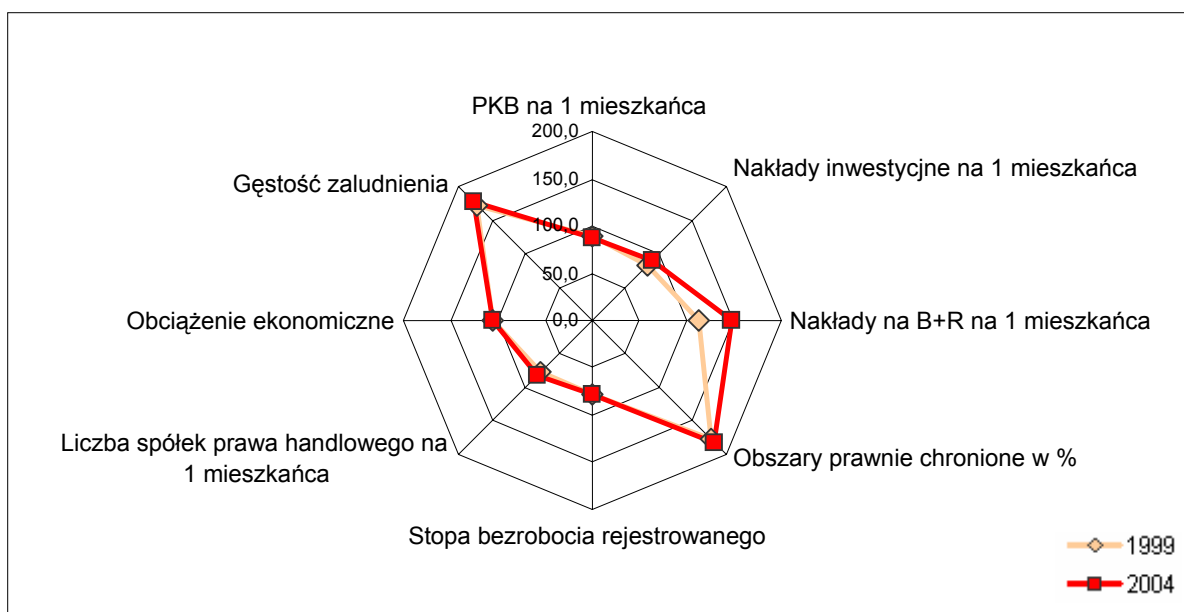 PKB na 1 mieszkańca
200,0
150,0
100,0
50,0
0,0
Nakłady inwestycyjne na 1 mieszkańca
Gęstość zaludnienia
Obciążenie ekonomiczne
Nakłady na B+R na 1 mieszkańca
Liczba spółek prawa handlowego na
1 mieszkańca
Obszary prawnie chronione w %
Stopa bezrobocia rejestrowanego
1999
2004